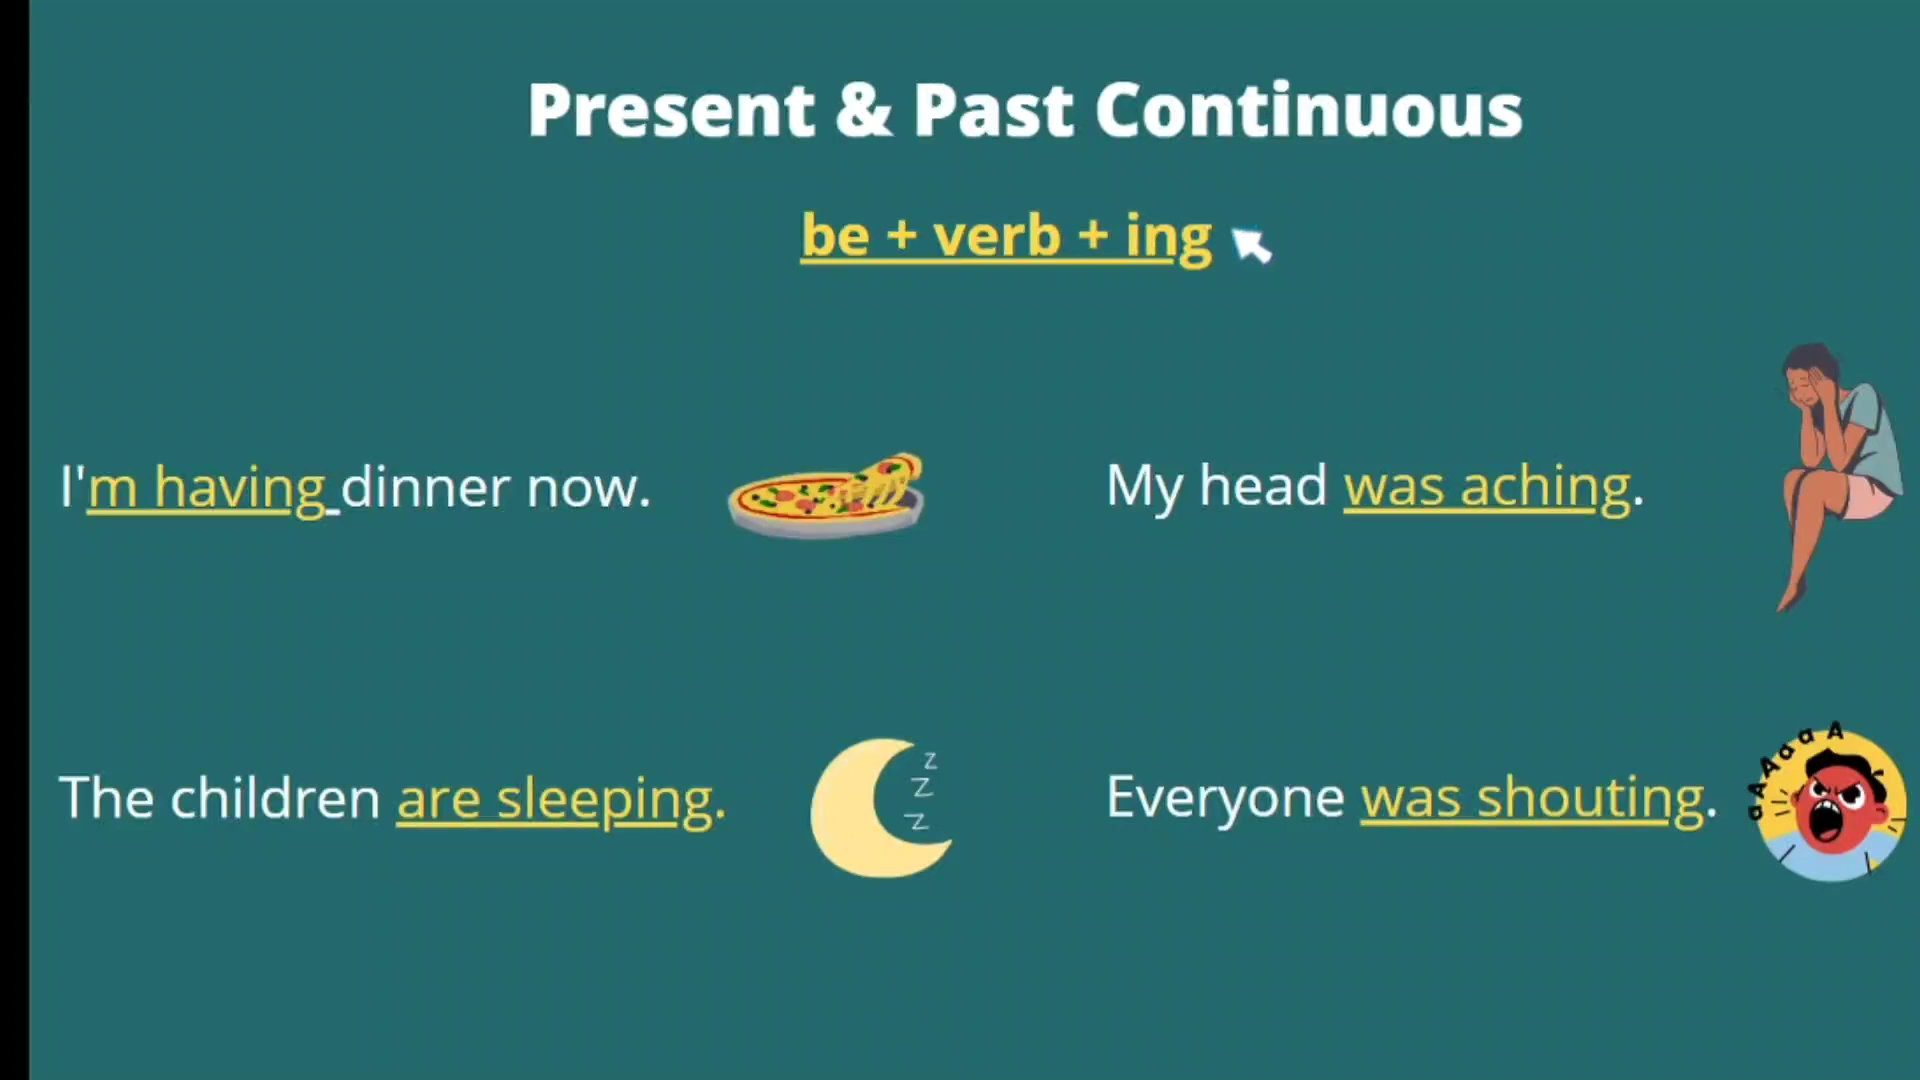 Present & Past Continuous
be + verb + ing
I'm having dinner now.
My head was aching.
The children are sleeping.
z
z
z
Everyone was shouting.
aAAaaA